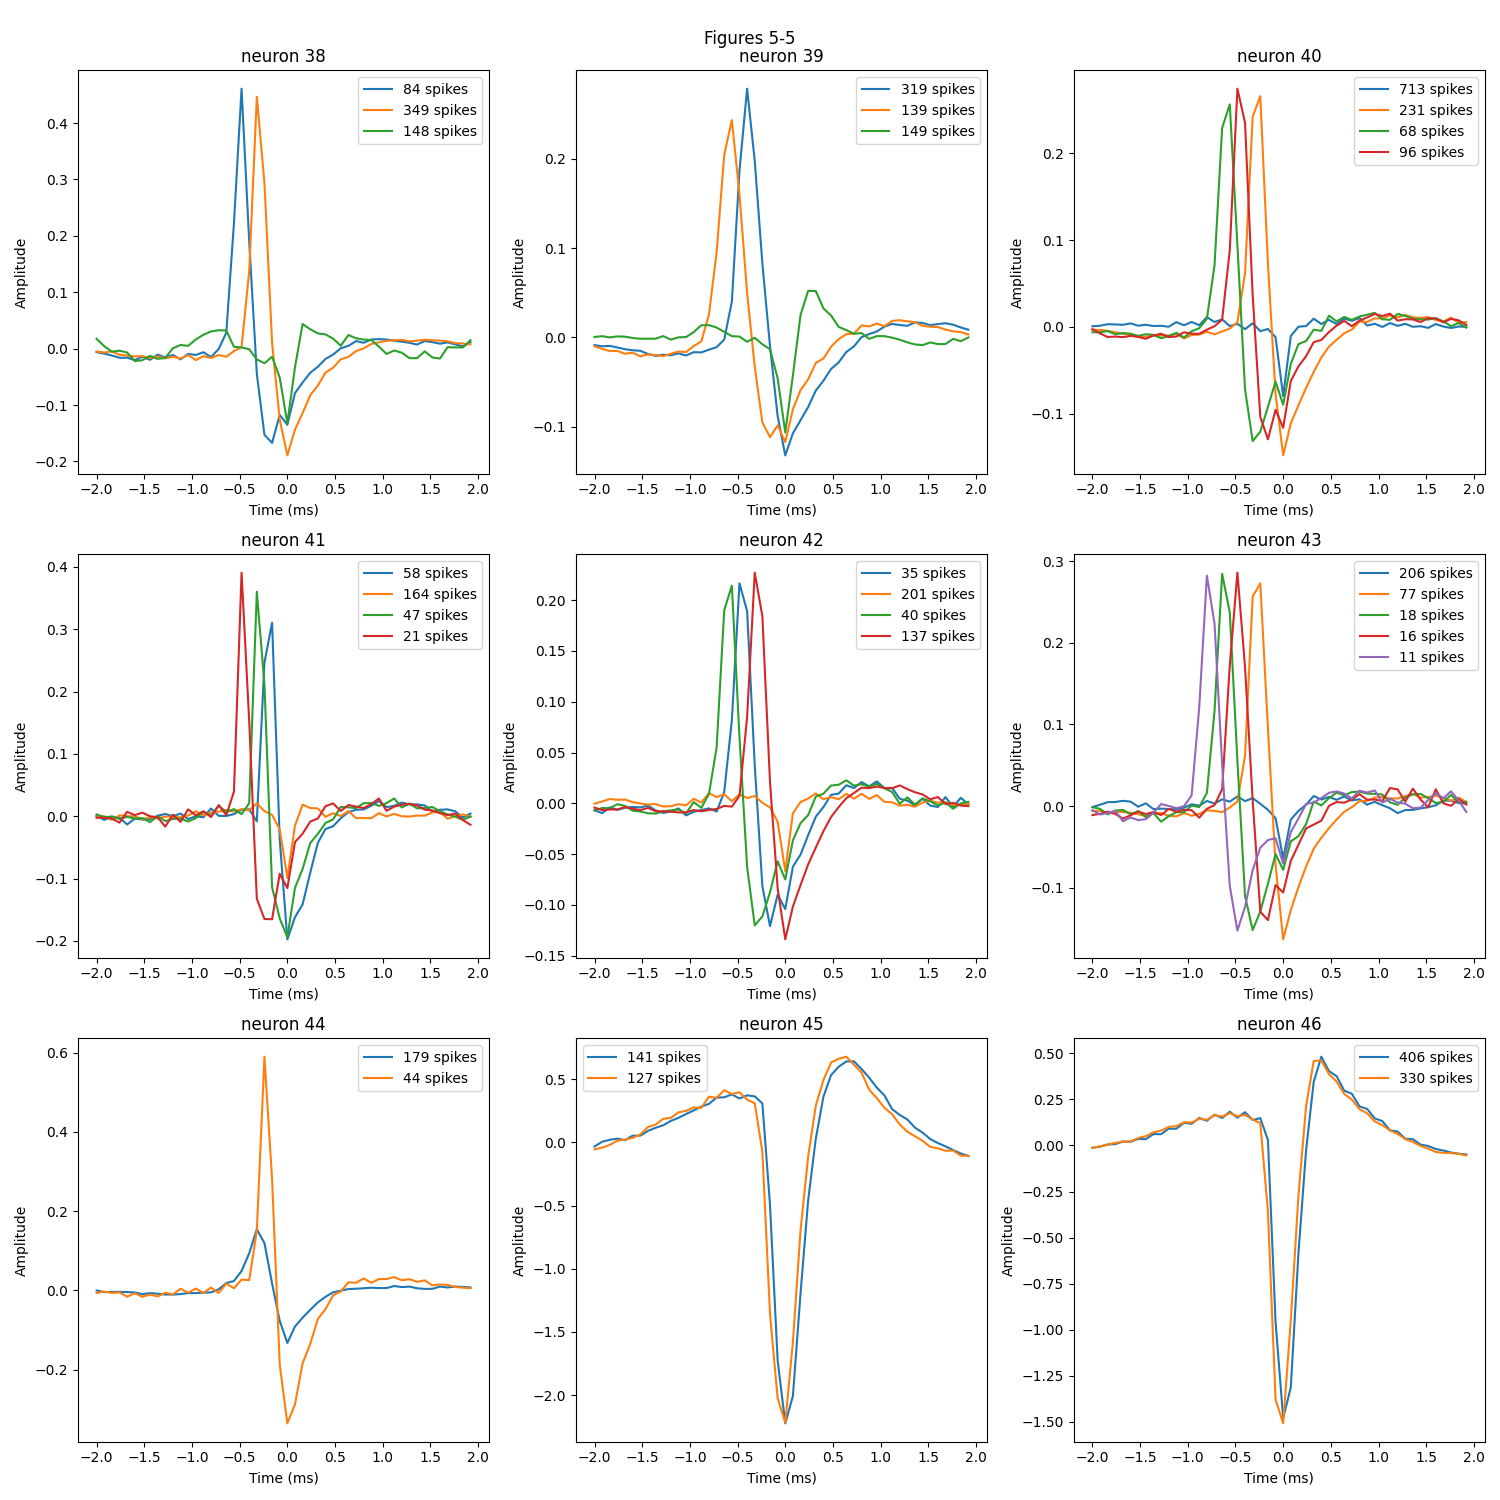 Figures 5-5
neuron 38
84 spikes
349 spikes
148 spikes
Amplitude
0.4
0.3
0.2
0.1
0.0
−0.1
−0.2
−2.0 −1.5 −1.0 −0.5 0.0 0.5 1.0 1.5 2.0
Time (ms)
neuron 39
319 spikes
139 spikes
149 spikes
Amplitude
0.2
0.1
0.0
−0.1
−2.0 −1.5 −1.0 −0.5 0.0 0.5 1.0 1.5 2.0
Time (ms)
neuron 40
713 spikes
231 spikes
68 spikes
96 spikes
Amplitude
0.2
0.1
0.0
−0.1
−2.0 −1.5 −1.0 −0.5 0.0 0.5 1.0 1.5 2.0
Time (ms)
neuron 41
58 spikes
164 spikes
47 spikes
21 spikes
Amplitude
0.4
0.3
0.2
0.1
0.0
−0.1
−0.2
−2.0 −1.5 −1.0 −0.5 0.0 0.5 1.0 1.5 2.0
Time (ms)
neuron 42
35 spikes
201 spikes
40 spikes
137 spikes
Amplitude
0.20
0.15
0.10
0.05
0.00
−0.05
−0.10
−0.15
−2.0 −1.5 −1.0 −0.5 0.0 0.5 1.0 1.5 2.0
Time (ms)
neuron 43
206 spikes
77 spikes
18 spikes
16 spikes
11 spikes
Amplitude
0.3
0.2
0.1
0.0
−0.1
−2.0 −1.5 −1.0 −0.5 0.0 0.5 1.0 1.5 2.0
Time (ms)
neuron 44
179 spikes
44 spikes
Amplitude
0.6
0.4
0.2
0.0
−0.2
−2.0 −1.5 −1.0 −0.5 0.0 0.5 1.0 1.5 2.0
Time (ms)
neuron 45
141 spikes
127 spikes
Amplitude
0.5
0.0
−0.5
−1.0
−1.5
−2.0
−2.0 −1.5 −1.0 −0.5 0.0 0.5 1.0 1.5 2.0
Time (ms)
neuron 46
406 spikes
330 spikes
Amplitude
0.50
0.25
0.00
−0.25
−0.50
−0.75
−1.00
−1.25
−1.50
−2.0 −1.5 −1.0 −0.5 0.0 0.5 1.0 1.5 2.0
Time (ms)